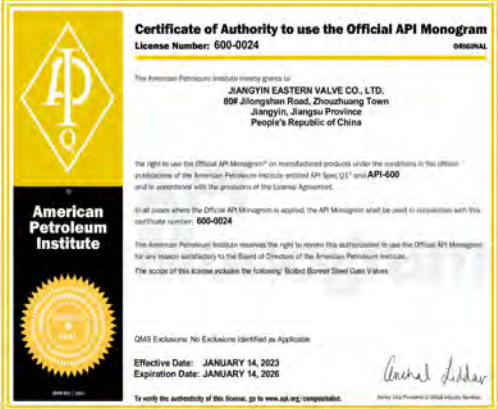 Certificate of Authority to use the Official API Monogram
License Number: 600-0024
ORIGINAL
The American Petroleum Institute hereby grants to
JIANGYIN EASTERN VALVE CO., LTD.
80# Jilongshan Road, Zhouzhuang Town
Jiangyin, Jiangsu Province
People's Republic of China
the right to use the Official API Monogram® on manufactured products under the conditions in the official
publications of the American Petroleum Institute entitled API Spec Q1® and API-600
and in accordance with the provisions of the License Agreement.
In all cases where the Official API Monogram is applied, the API Monogram shall be used in conjunction with this
certificate number: 600-0024
The American Petroleum Institute reserves the right to revoke this authorization to use the Official API Monogram
for any reason satisfactory to the Board of Directors of the American Petroleum Institute.
The scope of this license includes the following: Bolted Bonnet Steel Gate Valves
QMS Exclusions: No Exclusions Identified as Applicable
Effective Date: JANUARY 14, 2023
Expiration Date: JANUARY 14, 2026
To verify the authenticity of this license, go to www.api.org/compositelist.
Senior Vice President of Global Industry Services
API
Q
American
Petroleum
Institute